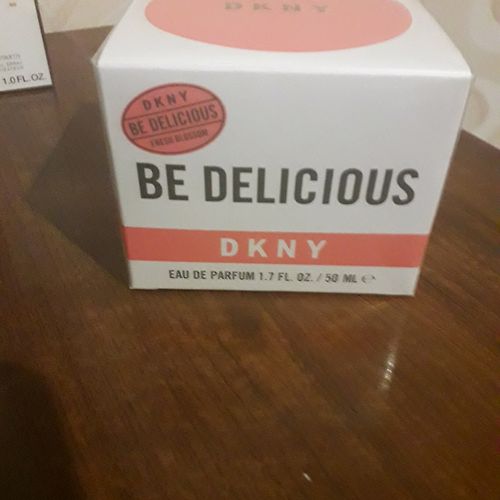 1.0 FL.OZ.
DKNY
DKNY
BE DELICIOUS
FRESH BLOSSOM
BE DELICIOUS
DKNY
EAU DE PARFUM 1.7 FL. OZ. / 50 ML ℮